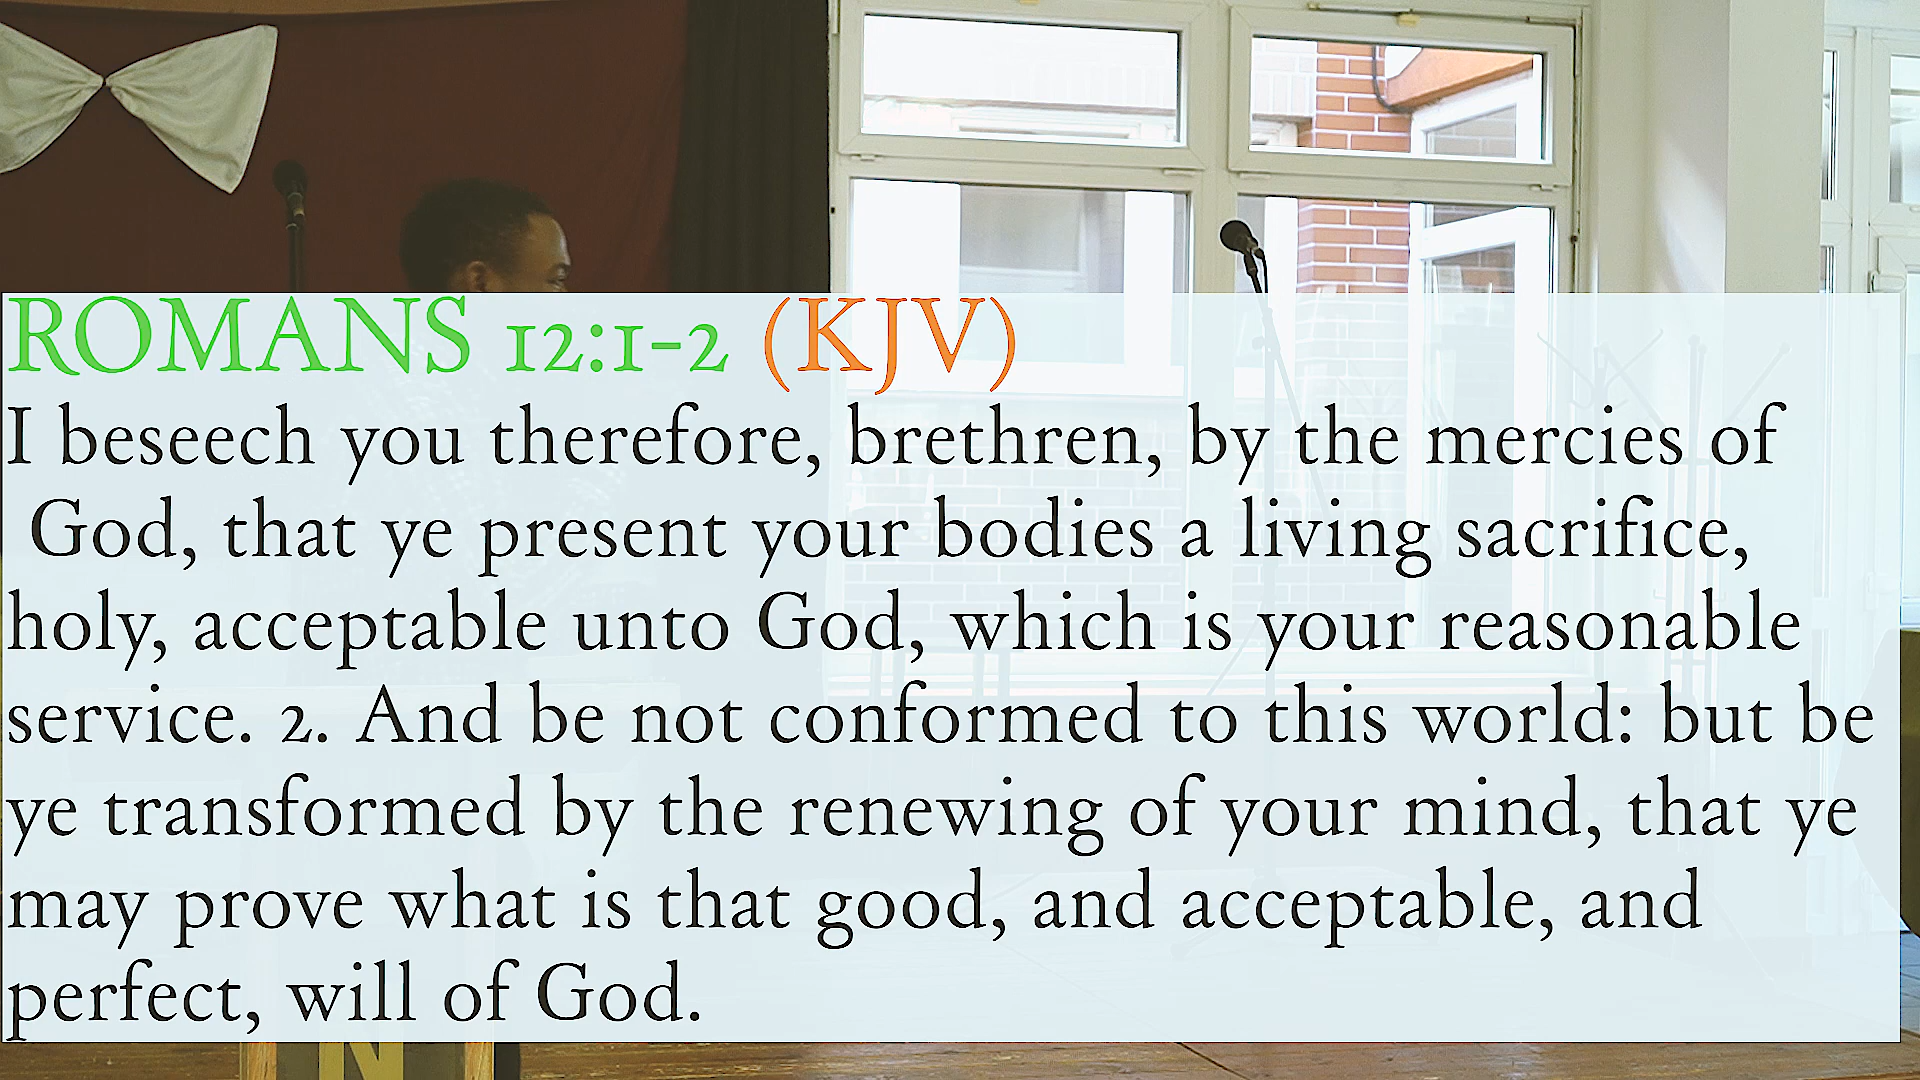 ROMANS 12:1-2 (KJV)
I beseech you therefore, brethren, by the mercies of
God, that ye present your bodies a living sacrifice,
holy, acceptable unto God, which is your reasonable
service. 2. And be not conformed to this world: but be
ye transformed by the renewing of your mind, that ye
may prove what is that good, and acceptable, and
perfect, will of God.
N